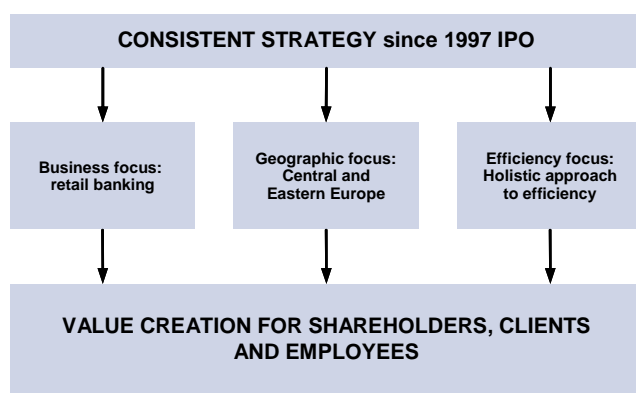 CONSISTENT STRATEGY since 1997 IPO
Business focus:
retail banking
Geographic focus:
Central and
Eastern Europe
Efficiency focus:
Holistic approach
to efficiency
VALUE CREATION FOR SHAREHOLDERS, CLIENTS
AND EMPLOYEES